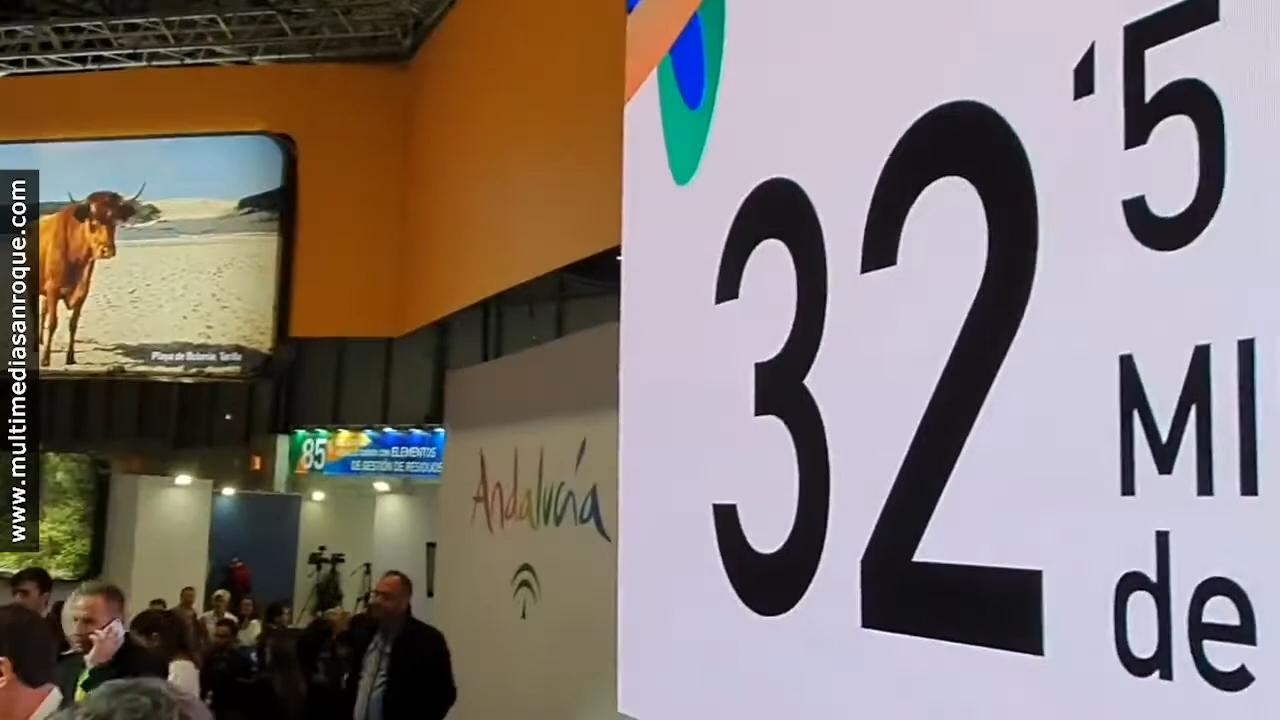 www.multimediasanroque.com
Playa de Bolonia, Tarifa
85
ELEMENTOS
DE GESTIÓN DE RESIDUOS
Andalucía
32'5
MI
de